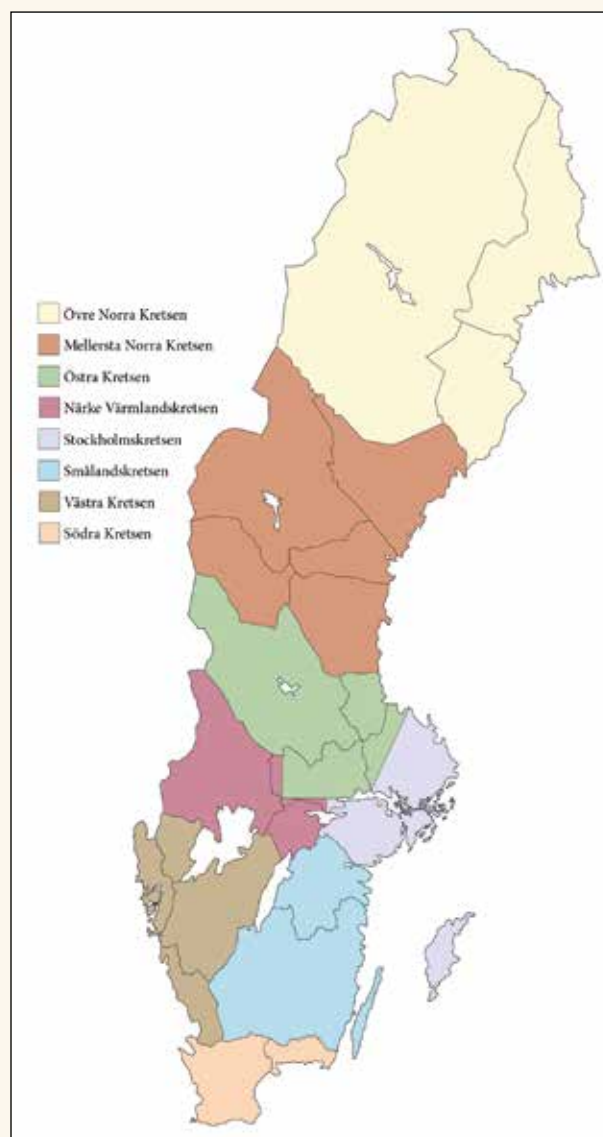 Övre Norra Kretsen
Mellersta Norra Kretsen
Östra Kretsen
Närke Värmlandskretsen
Stockholmskretsen
Smålandskretsen
Västra Kretsen
Södra Kretsen